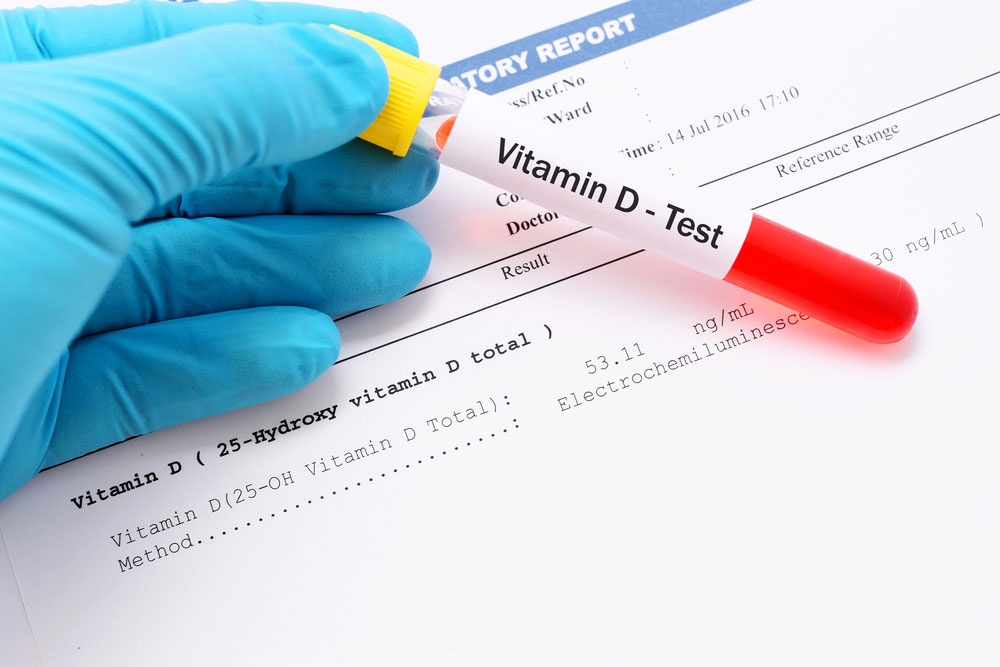 ATORY REPORT
ss/Ref.No :
/Ward :
Time: 14 Jul 2016 17:10
Co
Doctor
Vitamin D - Test
Result
Reference Range
Vitamin D ( 25-Hydroxy vitamin D total )
Vitamin D(25-OH Vitamin D Total): 53.11 ng/mL 30 ng/mL )
Method........................: Electrochemiluminesce